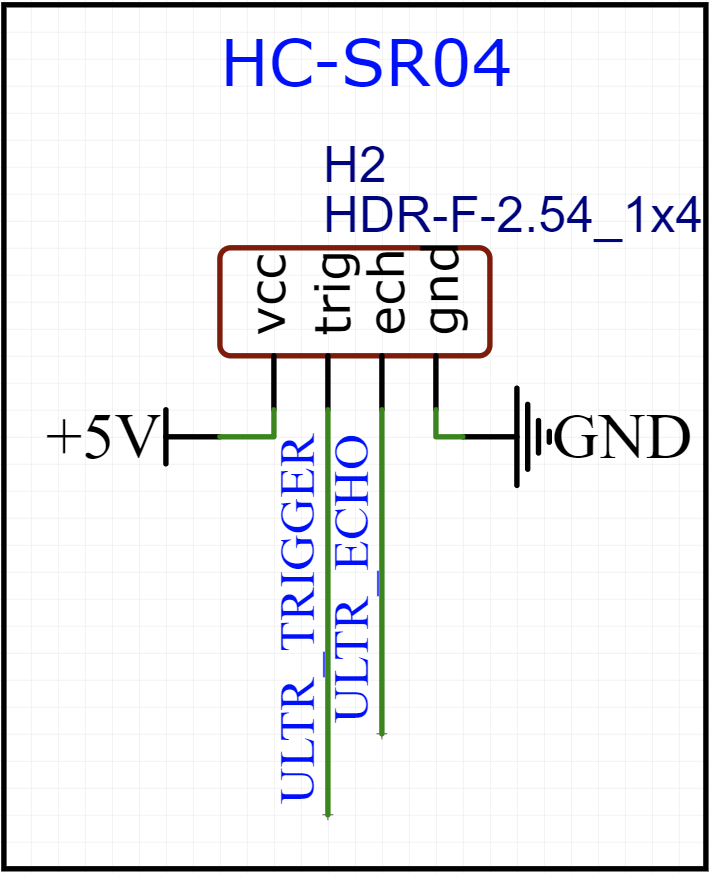 HC-SR04
H2
HDR-F-2.54_1x4
vcc
trig
ech
gnd
+5V
GND
ULTR_TRIGGER
ULTR_ECHO